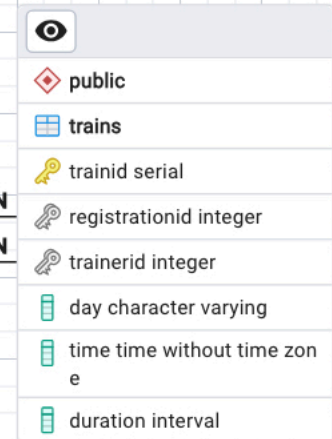 public
trains
trainid serial
N
registrationid integer
N
trainerid integer
day character varying
time time without time zon
e
duration interval